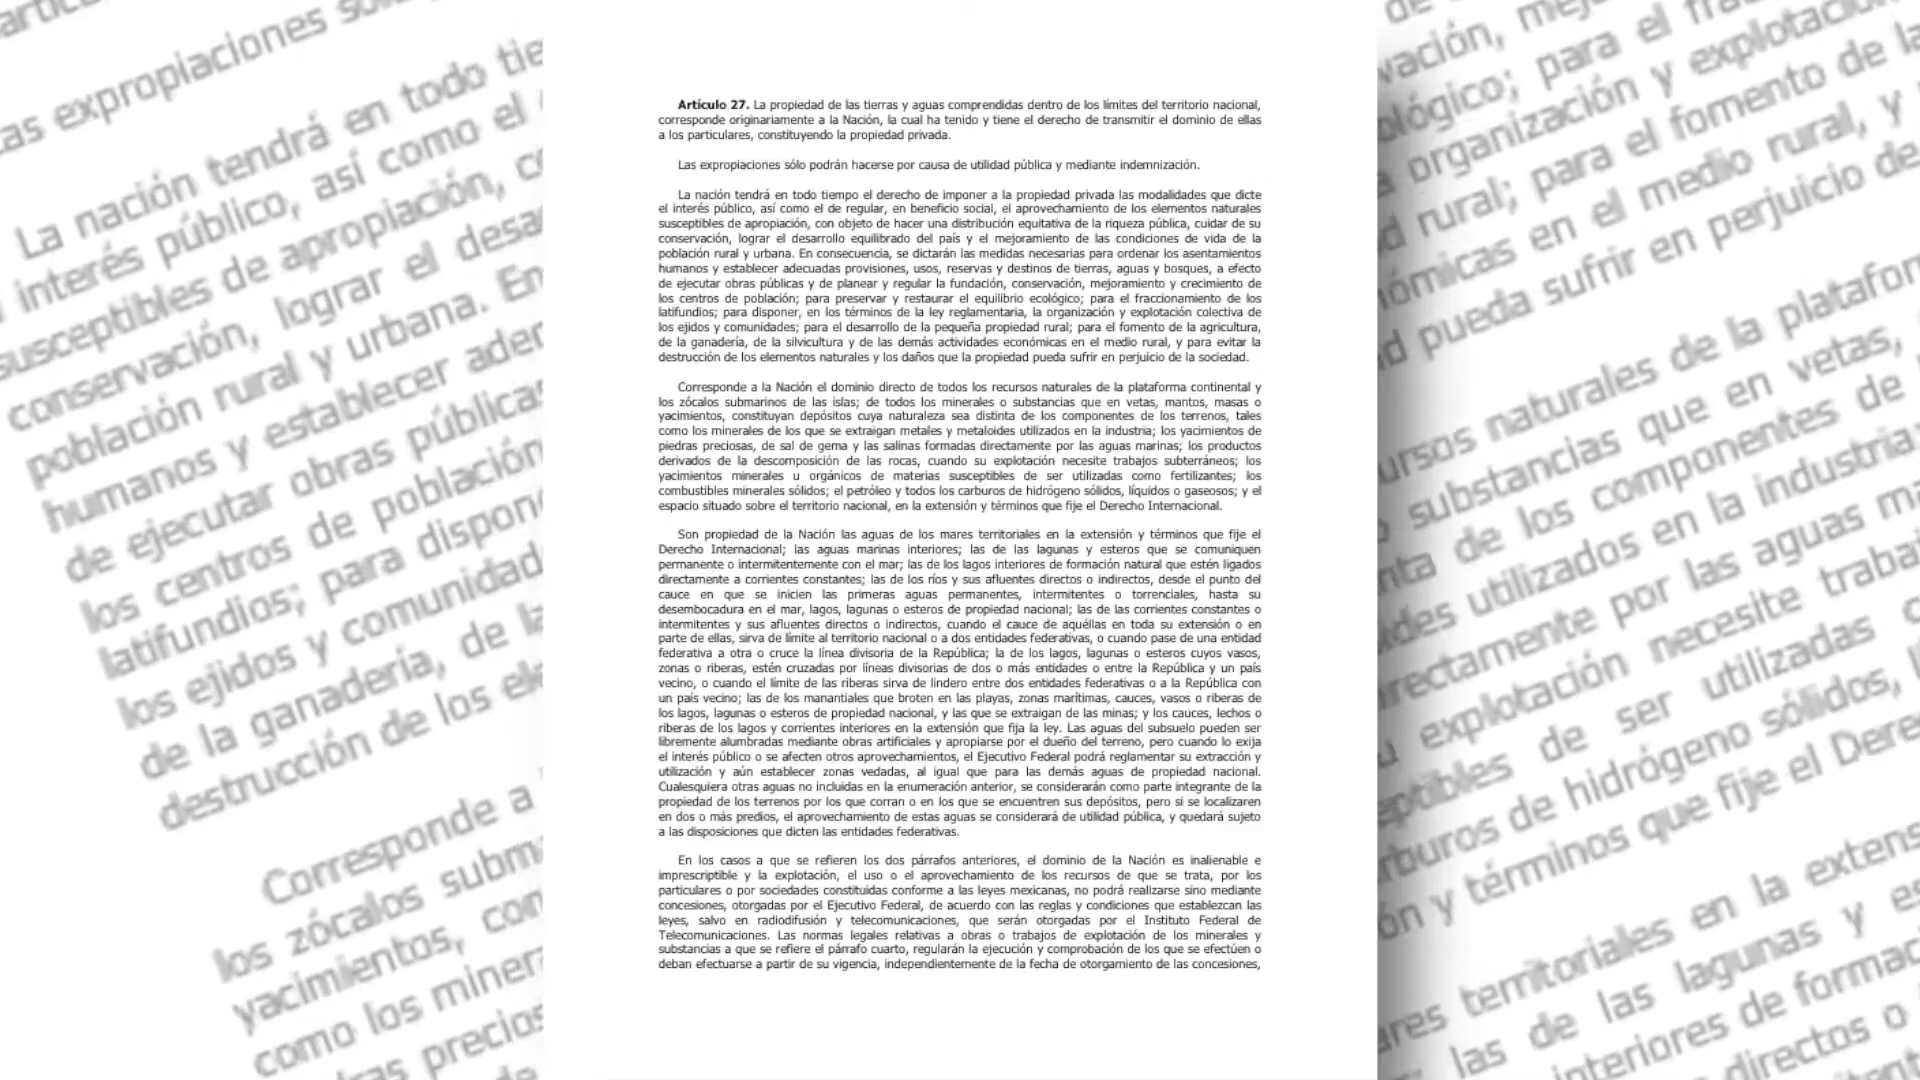 Artículo 27. La propiedad de las tierras y aguas comprendidas dentro de los límites del territorio nacional,
corresponde originariamente a la Nación, la cual ha tenido y tiene el derecho de transmitir el dominio de ellas
a los particulares, constituyendo la propiedad privada.
Las expropiaciones sólo podrán hacerse por causa de utilidad pública y mediante indemnización.
La nación tendrá en todo tiempo el derecho de imponer a la propiedad privada las modalidades que dicte
el interés público, así como el de regular, en beneficio social, el aprovechamiento de los elementos naturales
susceptibles de apropiación, con objeto de hacer una distribución equitativa de la riqueza pública, cuidar de su
conservación, lograr el desarrollo equilibrado del país y el mejoramiento de las condiciones de vida de la
población rural y urbana. En consecuencia, se dictarán las medidas necesarias para ordenar los asentamientos
humanos y establecer adecuadas provisiones, usos, reservas y destinos de tierras, aguas y bosques, a efecto
de ejecutar obras públicas y de planear y regular la fundación, conservación, mejoramiento y crecimiento de
los centros de población; para preservar y restaurar el equilibrio ecológico; para el fraccionamiento de los
latifundios; para disponer, en los términos de la ley reglamentaria, la organización y explotación colectiva de
los ejidos y comunidades; para el desarrollo de la pequeña propiedad rural; para el fomento de la agricultura,
de la ganadería, de la silvicultura y de las demás actividades económicas en el medio rural, y para evitar la
destrucción de los elementos naturales y los daños que la propiedad pueda sufrir en perjuicio de la sociedad.
Corresponde a la Nación el dominio directo de todos los recursos naturales de la plataforma continental y
los zócalos submarinos de las islas; de todos los minerales o substancias que en vetas, mantos, masas o
yacimientos, constituyan depósitos cuya naturaleza sea distinta de los componentes de los terrenos, tales
como los minerales de los que se extraigan metales y metaloides utilizados en la industria; los yacimientos de
piedras preciosas, de sal de gema y las salinas formadas directamente por las aguas marinas; los productos
derivados de la descomposición de las rocas, cuando su explotación necesite trabajos subterráneos; los
yacimientos minerales u orgánicos de materias susceptibles de ser utilizadas como fertilizantes; los
combustibles minerales sólidos; el petróleo y todos los carburos de hidrógeno sólidos, líquidos o gaseosos; y el
espacio situado sobre el territorio nacional, en la extensión y términos que fije el Derecho Internacional.
Son propiedad de la Nación las aguas de los mares territoriales en la extensión y términos que fije el
Derecho Internacional; las aguas marinas interiores; las de las lagunas y esteros que se comuniquen
permanente o intermitentemente con el mar; las de los lagos interiores de formación natural que estén ligados
directamente a corrientes constantes; las de los ríos y sus afluentes directos o indirectos, desde el punto del
cauce en que se inicien las primeras aguas permanentes, intermitentes o torrenciales, hasta su
desembocadura en el mar, lagos, lagunas o esteros de propiedad nacional; las de las corrientes constantes o
intermitentes y sus afluentes directos o indirectos, cuando el cauce de aquéllas en toda su extensión o en
parte de ellas, sirva de límite al territorio nacional o a dos entidades federativas, o cuando pase de una entidad
federativa a otra o cruce la línea divisoria de la República; la de los lagos, lagunas o esteros cuyos vasos,
zonas o riberas, estén cruzadas por líneas divisorias de dos o más entidades o entre la República y un país
vecino, o cuando el límite de las riberas sirva de lindero entre dos entidades federativas o a la República con
un país vecino; las de los manantiales que broten en las playas, zonas marítimas, cauces, vasos o riberas de
los lagos, lagunas o esteros de propiedad nacional, y las que se extraigan de las minas; y los cauces, lechos o
riberas de los lagos y corrientes interiores en la extensión que fija la ley. Las aguas del subsuelo pueden ser
libremente alumbradas mediante obras artificiales y apropiarse por el dueño del terreno, pero cuando lo exija
el interés público o se afecten otros aprovechamientos, el Ejecutivo Federal podrá reglamentar su extracción y
utilización y aún establecer zonas vedadas, al igual que para las demás aguas de propiedad nacional.
Cualesquiera otras aguas no incluidas en la enumeración anterior, se considerarán como parte integrante de la
propiedad de los terrenos por los que corran o en los que se encuentren sus depósitos, pero si se localizaren
en dos o más predios, el aprovechamiento de estas aguas se considerará de utilidad pública, y quedará sujeto
a las disposiciones que dicten las entidades federativas.
En los casos a que se refieren los dos párrafos anteriores, el dominio de la Nación es inalienable e
imprescriptible y la explotación, el uso o el aprovechamiento de los recursos de que se trata, por los
particulares o por sociedades constituidas conforme a las leyes mexicanas, no podrá realizarse sino mediante
concesiones, otorgadas por el Ejecutivo Federal, de acuerdo con las reglas y condiciones que establezcan las
leyes, salvo en radiodifusión y telecomunicaciones, que serán otorgadas por el Instituto Federal de
Telecomunicaciones. Las normas legales relativas a obras o trabajos de explotación de los minerales y
substancias a que se refiere el párrafo cuarto, regularán la ejecución y comprobación de los que se efectúen o
deban efectuarse a partir de su vigencia, independientemente de la fecha de otorgamiento de las concesiones,